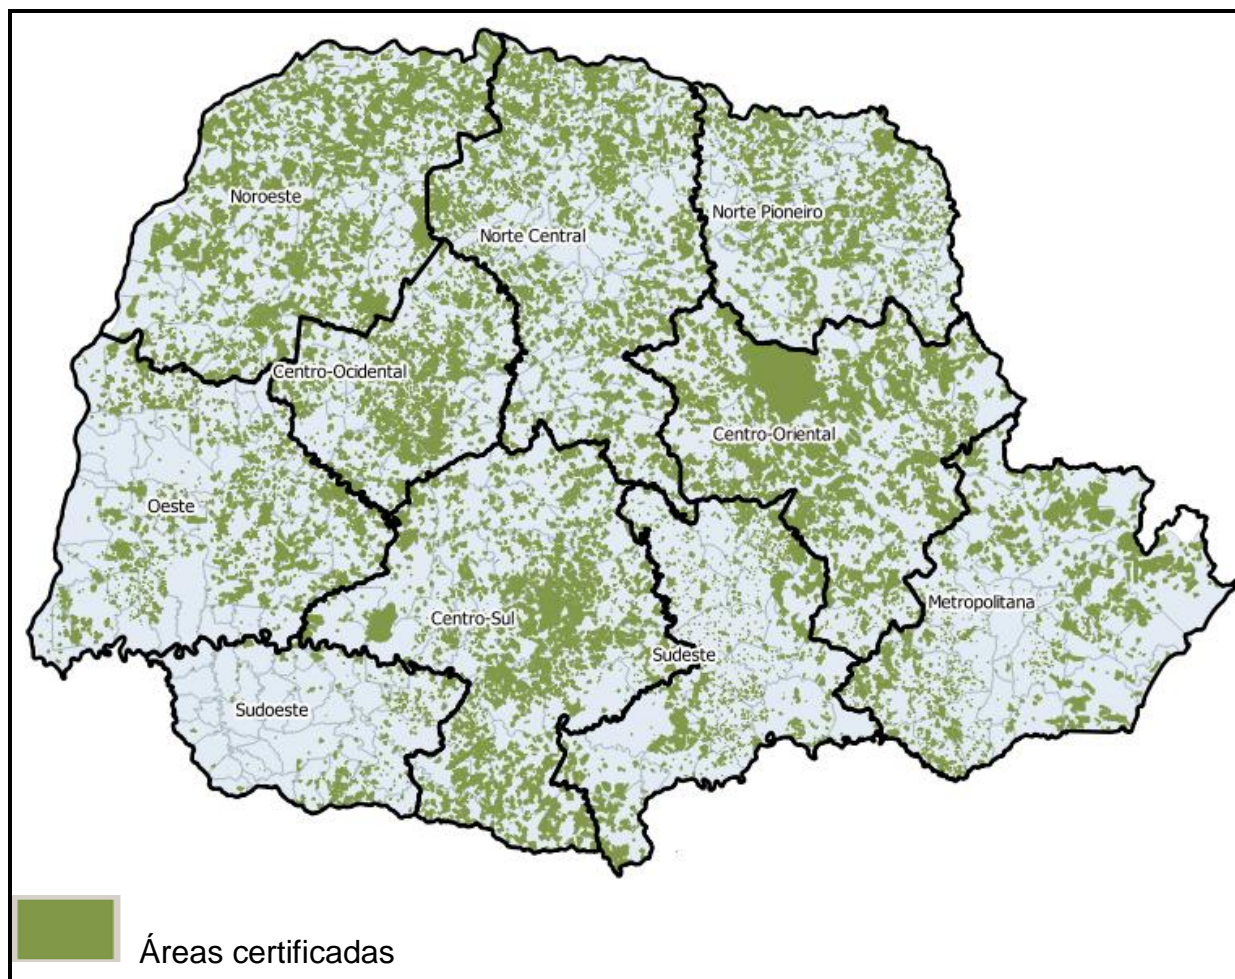 Noroeste
Norte Pioneiro
Norte Central
Centro-Ocidental
Centro-Oriental
Oeste
Metropolitana
Centro-Sul
Sudeste
Sudoeste
Áreas certificadas